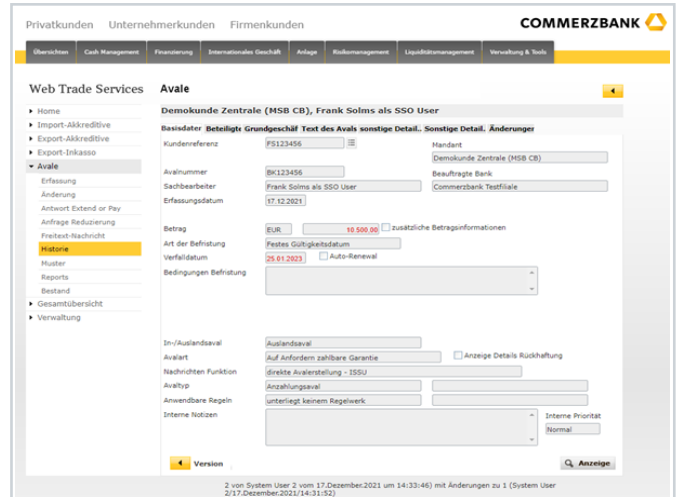 Privatkunden Unternehmerkunden Firmenkunden
COMMERZBANK
Übersichten Cash Management Finanzierung Internationales Geschäft Anlage Risikomanagement Liquiditätsmanagement Verwaltung & Tools
Web Trade Services
Avale
Home
Import-Akkreditive
Export-Akkreditive
Export-Inkasso
Avale
Erfassung
Änderung
Antwort Extend or Pay
Anfrage Reduzierung
Freitext-Nachricht
Historie
Muster
Reports
Bestand
Gesamtübersicht
Verwaltung
Demokunde Zentrale (MSB CB), Frank Solms als SSO User
Basisdater Beteiligte Grundgeschäf Text des Avals sonstige Detail.. Sonstige Detail. Änderunger
Kundenreferenz FS123456 Mandant
Demokunde Zentrale (MSB CB)
Avalnummer BK123456 Beauftragte Bank
Sachbearbeiter Frank Solms als SSO User Commerzbank Testfiliale
Erfassungsdatum 17.12.2021
Betrag EUR 10 500,00 zusätzliche Betragsinformationen
Art der Befristung Festes Gültigkeitsdatum
Verfalldatum 25.01.2023 Auto-Renewal
Bedingungen Befristung
In-/Auslandsaval Auslandsaval
Avalart Auf Anfordern zahlbare Garantie Anzeige Details Rückhaftung
Nachrichten Funktion direkte Avalerstellung - ISSU
Avaltyp Anzahlungsaval
Anwendbare Regeln unterliegt keinem Regelwerk
Interne Notizen Interne Priorität
Normal
Version Anzeige
2 von System User 2 vom 17.Dezember.2021 um 14:33:46) mit Änderungen zu 1 (System User
2/17.Dezember.2021/14:31:52)